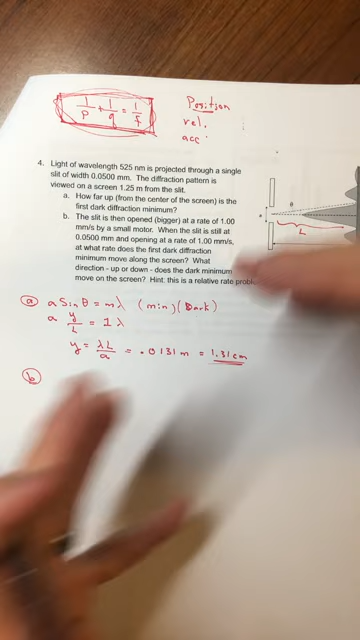 1/p + 1/q = 1/f
Position
vel.
acc.
4. Light of wavelength 525 nm is projected through a single
slit of width 0.0500 mm. The diffraction pattern is
viewed on a screen 1.25 m from the slit.
a. How far up (from the center of the screen) is the
first dark diffraction minimum?
b. The slit is then opened (bigger) at a rate of 1.00
mm/s by a small motor. When the slit is still at
0.0500 mm and opening at a rate of 1.00 mm/s,
at what rate does the first dark diffraction
minimum move along the screen? What
direction - up or down - does the dark minimum
move on the screen? Hint: this is a relative rate
θ
a
L
(a) a Sin θ = mλ (min) (Dark)
a y/L = 1 λ
y = λL/a = .0131 m = 1.31 cm
(b)